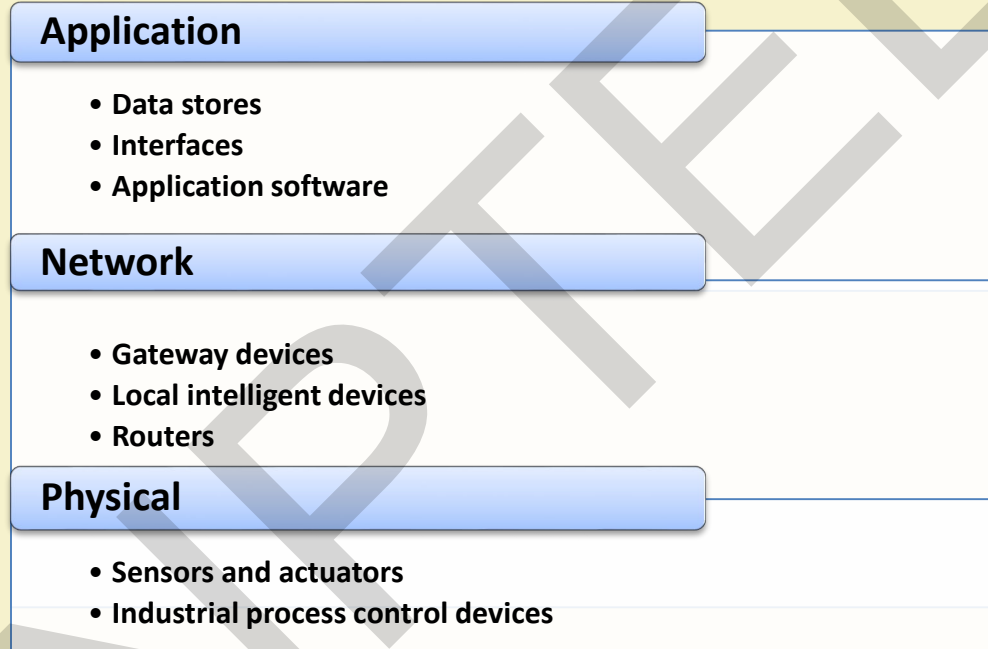 Application
• Data stores
• Interfaces
• Application software
Network
• Gateway devices
• Local intelligent devices
• Routers
Physical
• Sensors and actuators
• Industrial process control devices